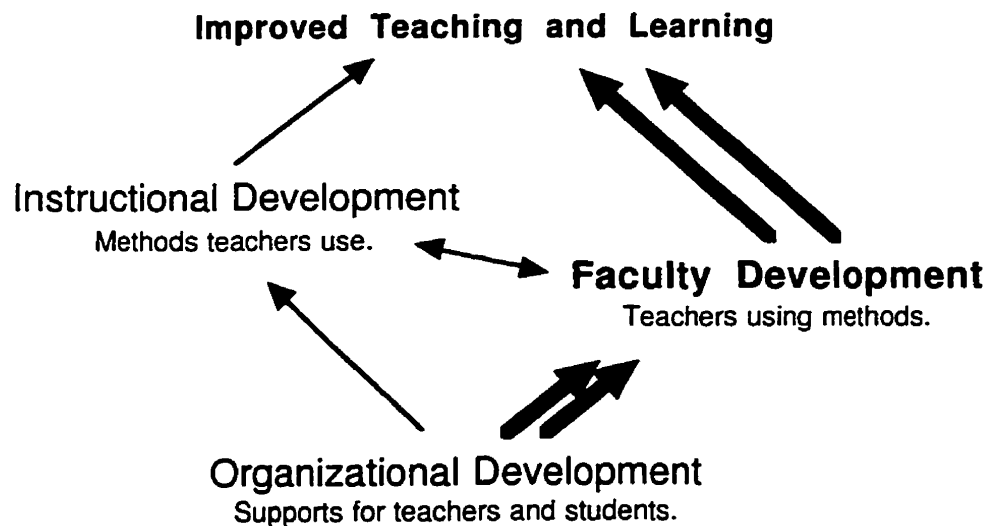 Improved Teaching and Learning
Instructional Development
Methods teachers use.
Faculty Development
Teachers using methods.
Organizational Development
Supports for teachers and students.